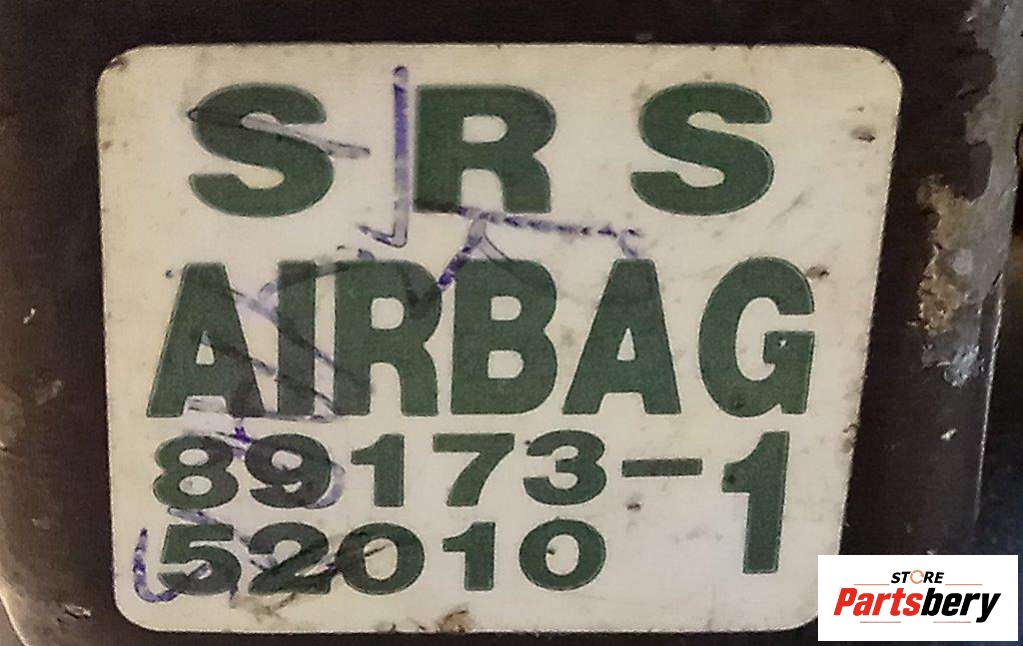 SRS
AIRBAG
89173-1
52010
STORE
Partsbery